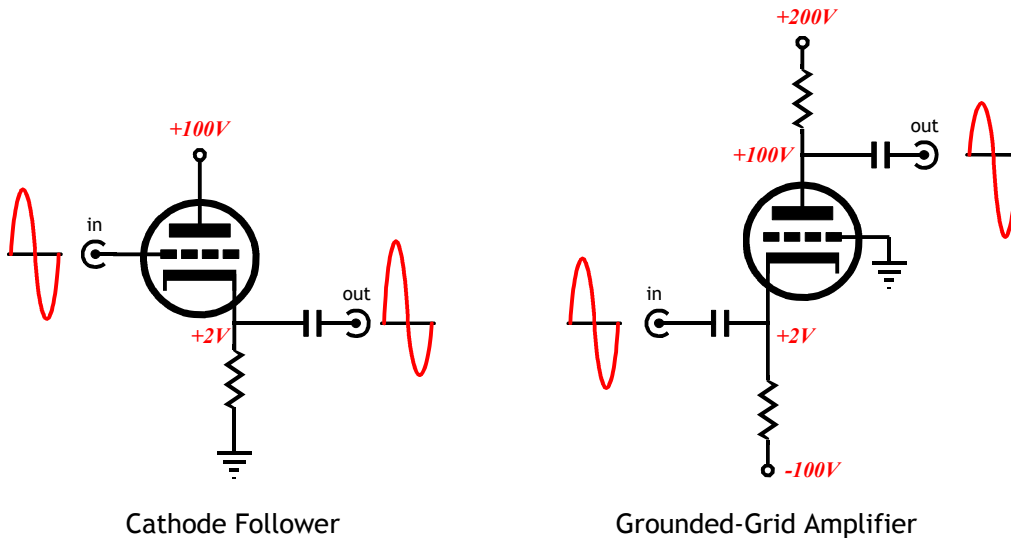 +200V
+100V
out
+100V
in
out
+2V
in
+2V
-100V
Cathode Follower
Grounded-Grid Amplifier